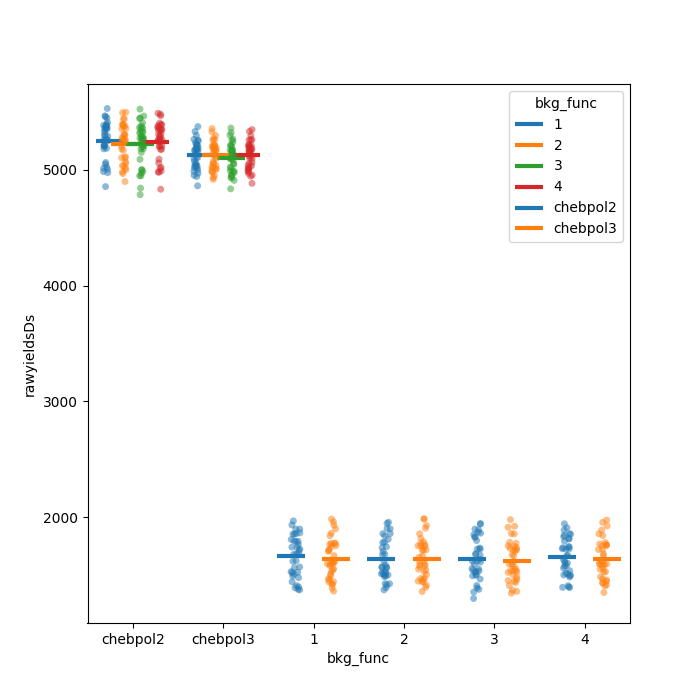 bkg_func
1
2
3
4
chebpol2
chebpol3
5000
4000
3000
2000
rawyieldsDs
chebpol2 chebpol3 1 2 3 4
bkg_func